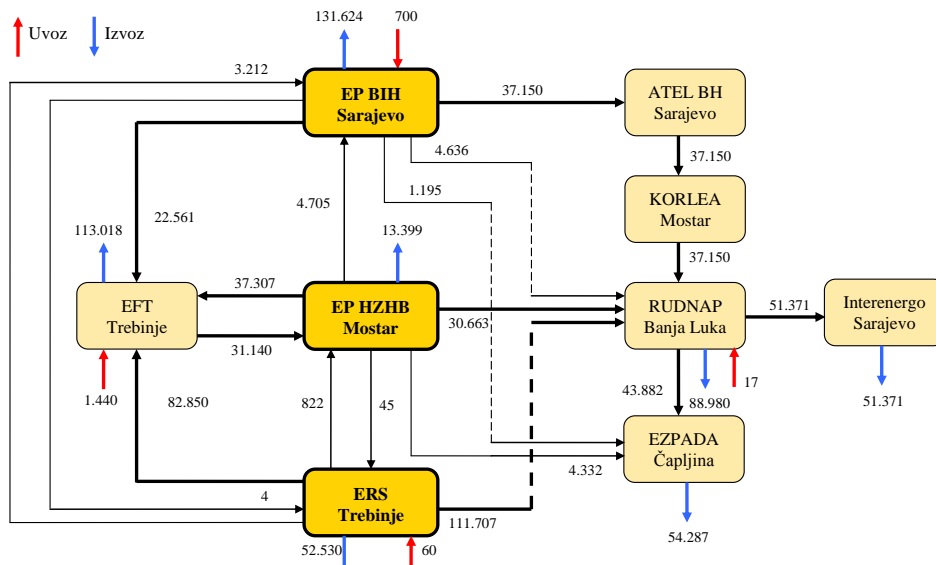 131.624
700
Uvoz
Izvoz
3.212
EP BIH
Sarajevo
37.150
ATEL BH
Sarajevo
4.636
37.150
1.195
4.705
KORLEA
Mostar
22.561
113.018
13.399
37.150
37.307
EFT
Trebinje
EP HZHB
Mostar
30.663
RUDNAP
Banja Luka
51.371
Interenergo
Sarajevo
31.140
1.440
82.850
822
45
43.882
88.980
17
51.371
EZPADA
Čapljina
4.332
4
ERS
Trebinje
111.707
52.530
60
54.287